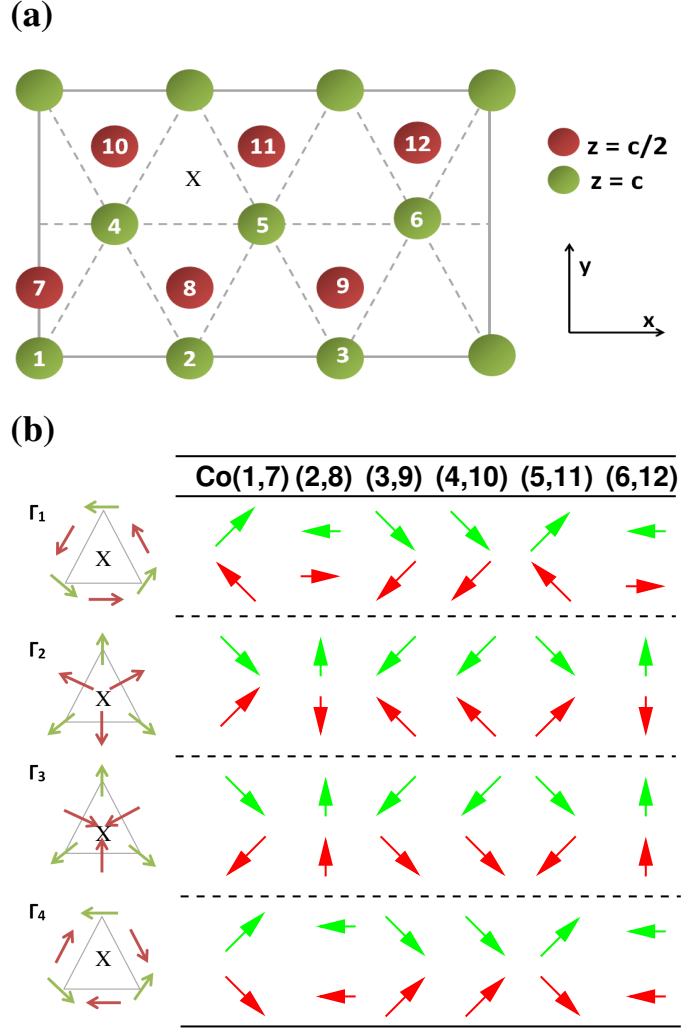 (a)
10 11 12
z = c/2
X
z = c
4 5 6
7 8 9
y
x
1 2 3
(b)
Co(1,7) (2,8) (3,9) (4,10) (5,11) (6,12)
Γ1
X
Γ2
X
Γ3
X
Γ4
X